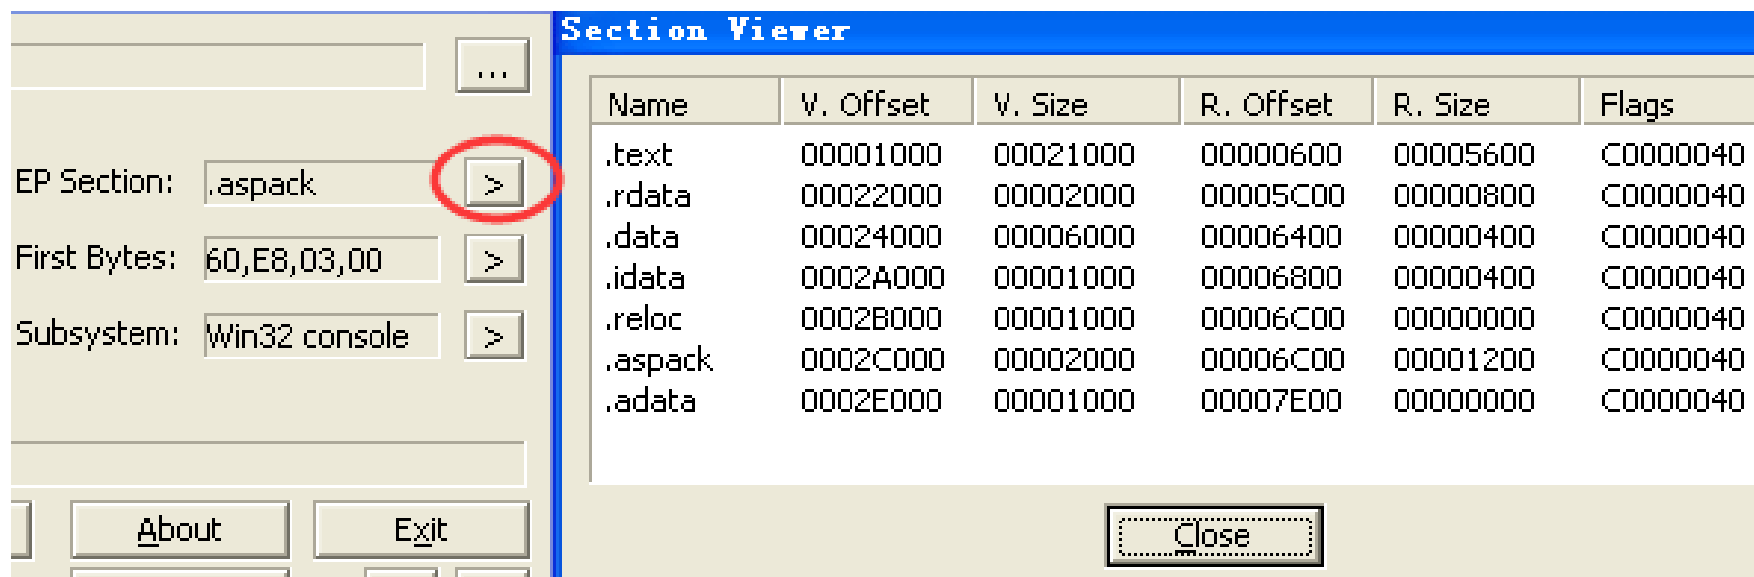 ...
EP Section: .aspack >
First Bytes: 60,E8,03,00 >
Subsystem: Win32 console >
About Exit
Section Viewer
Name V. Offset V. Size R. Offset R. Size Flags
.text 00001000 00021000 00000600 00005600 C0000040
.rdata 00022000 00002000 00005C00 00000800 C0000040
.data 00024000 00006000 00006400 00000400 C0000040
.idata 0002A000 00001000 00006800 00000400 C0000040
.reloc 0002B000 00001000 00006C00 00000000 C0000040
.aspack 0002C000 00002000 00006C00 00001200 C0000040
.adata 0002E000 00001000 00007E00 00000000 C0000040
Close